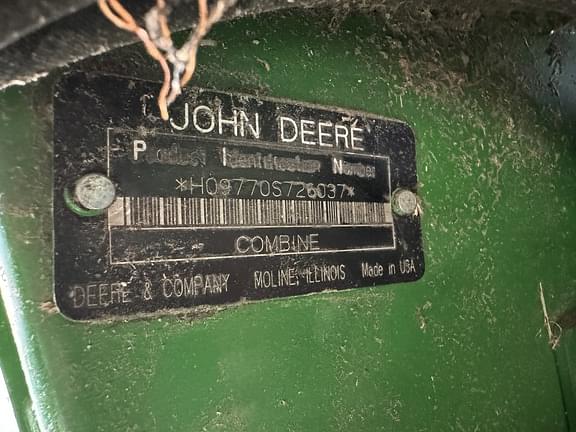 JOHN DEERE
Product Identification Number
*H09770S726037*
COMBINE
DEERE & COMPANY MOLINE, ILLINOIS Made in USA